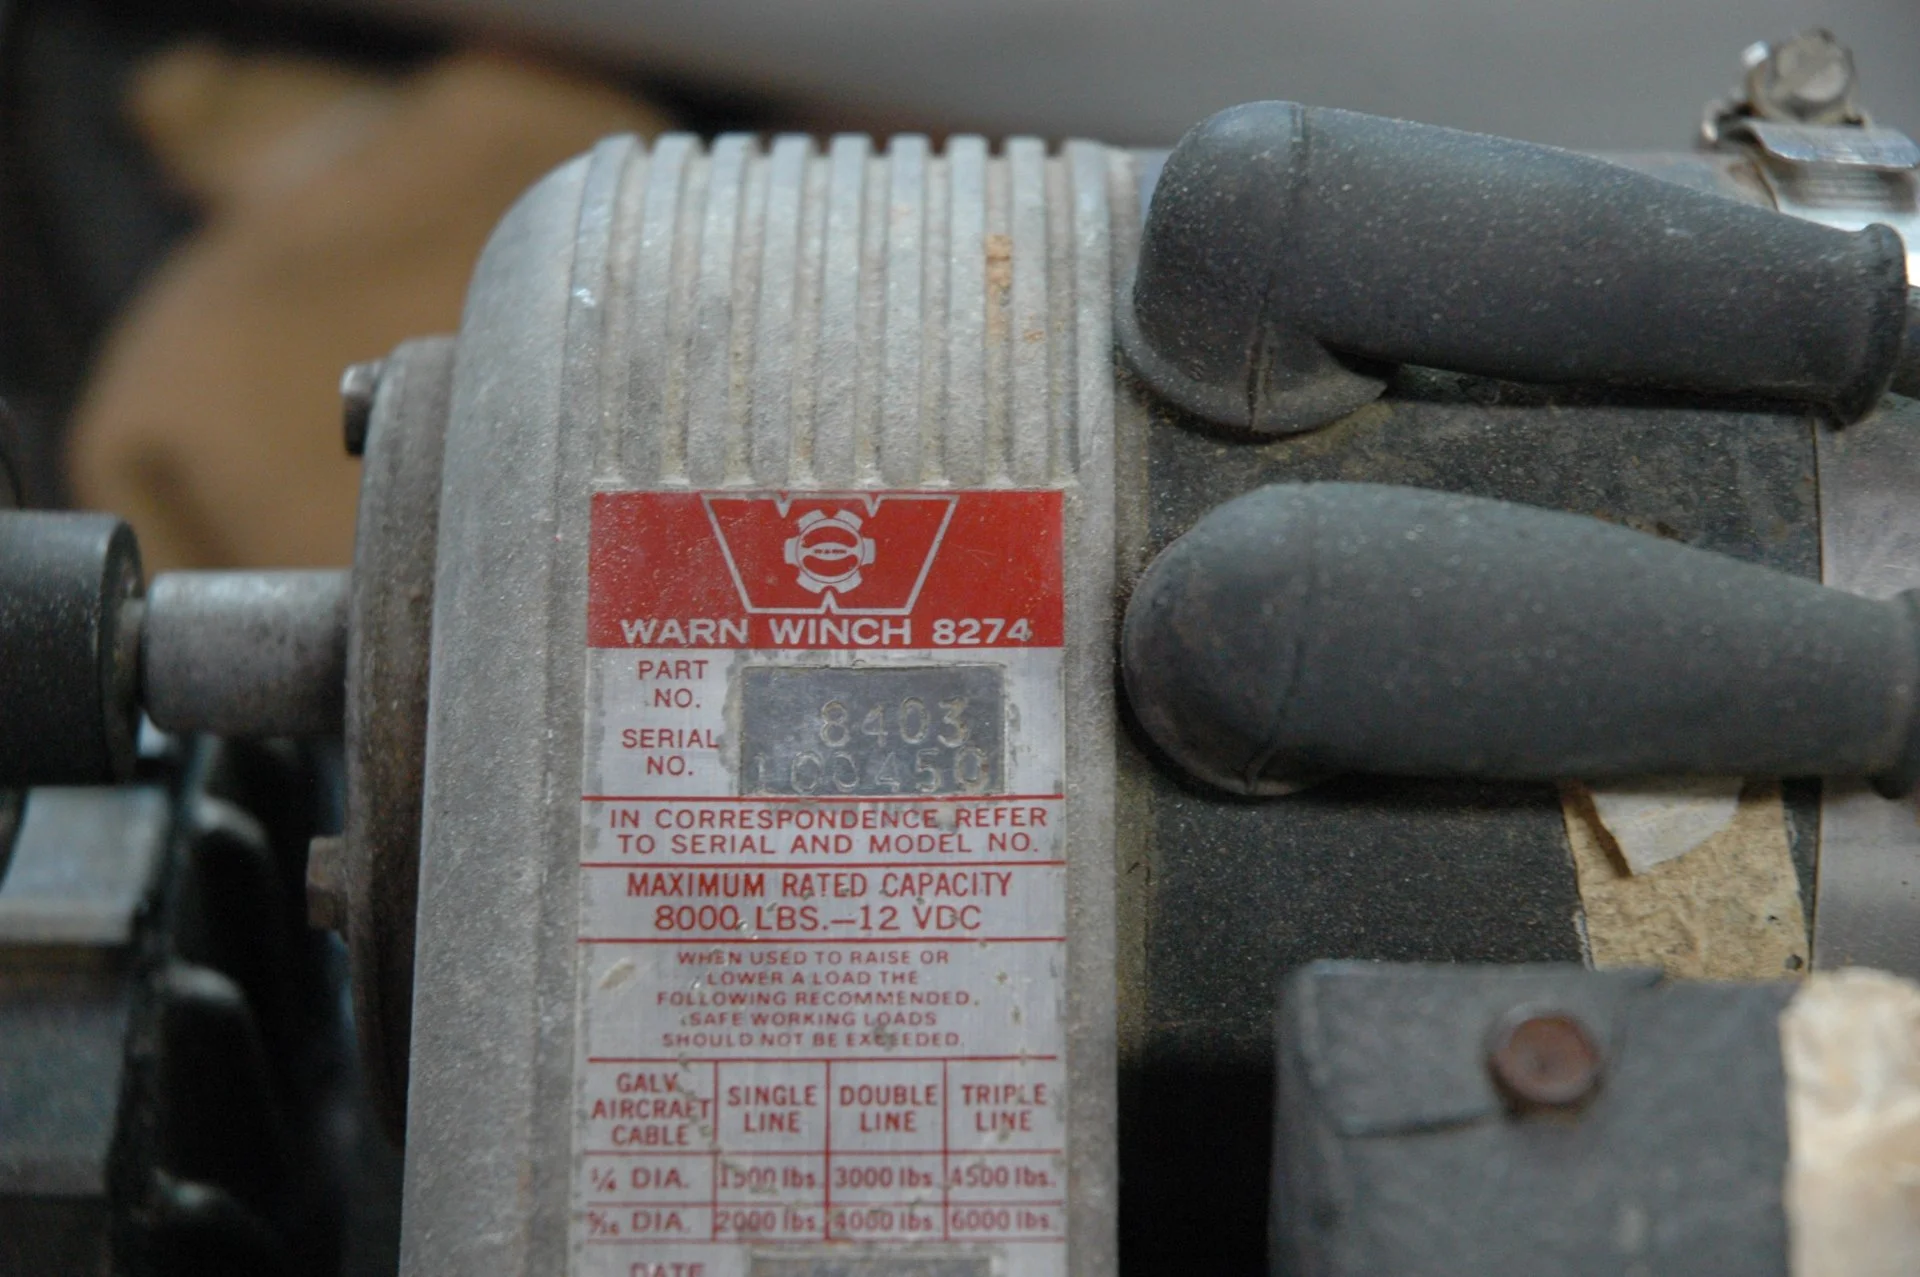 WARN WINCH 8274
PART NO. 8403
SERIAL NO. 100450
IN CORRESPONDENCE REFER
TO SERIAL AND MODEL NO.
MAXIMUM RATED CAPACITY
8000 LBS.—12 VDC
WHEN USED TO RAISE OR
LOWER A LOAD THE
FOLLOWING RECOMMENDED
SAFE WORKING LOADS
SHOULD NOT BE EXCEEDED.
GALV. AIRCRAFT CABLE SINGLE LINE DOUBLE LINE TRIPLE LINE
1/4 DIA. 1500 lbs. 3000 lbs. 4500 lbs.
5/16 DIA. 2000 lbs. 4000 lbs. 6000 lbs.
DATE